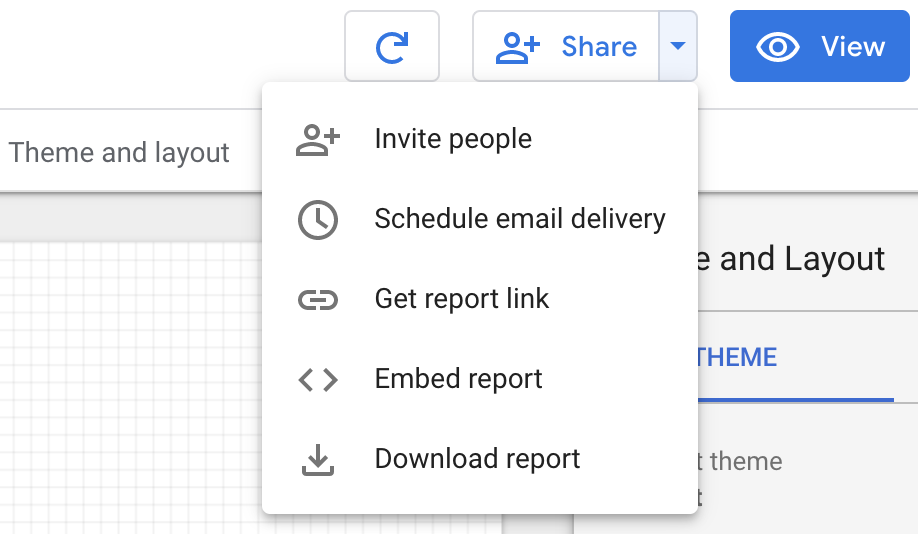 Share
View
Invite people
Theme and layout
Schedule email delivery
and Layout
Get report link
THEME
Embed report
Download report
theme